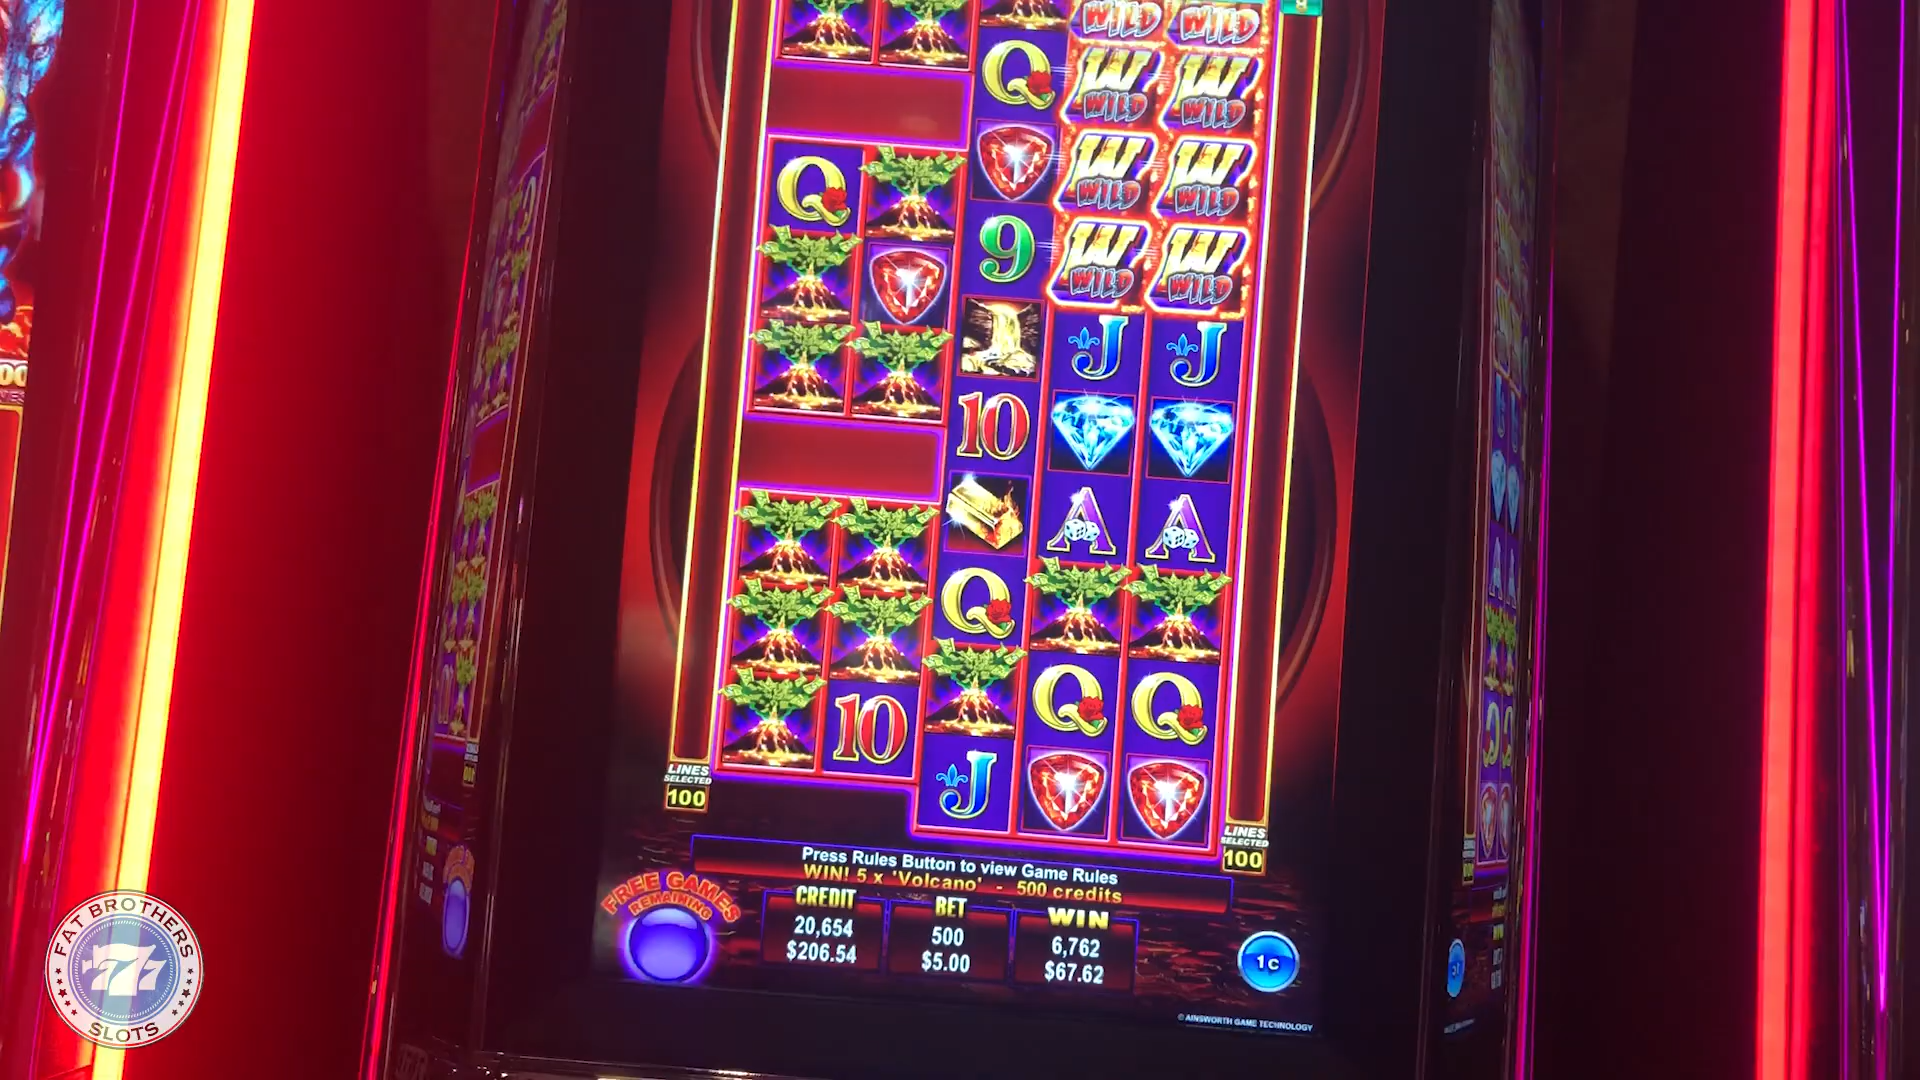 WILD WILD
Q WILD WILD
WILD WILD
Q
9 WILD WILD
J J
10
A A
Q
Q Q
10
J
LINES
SELECTED
100
LINES
SELECTED
100
Press Rules Button to view Game Rules
WIN! 5 x 'Volcano' - 500 credits
FREE GAMES
REMAINING
CREDIT
20,654
$206.54
BET
500
$5.00
WIN
6,762
$67.62
1c
© AINSWORTH GAME TECHNOLOGY
FAT BROTHERS
777
SLOTS